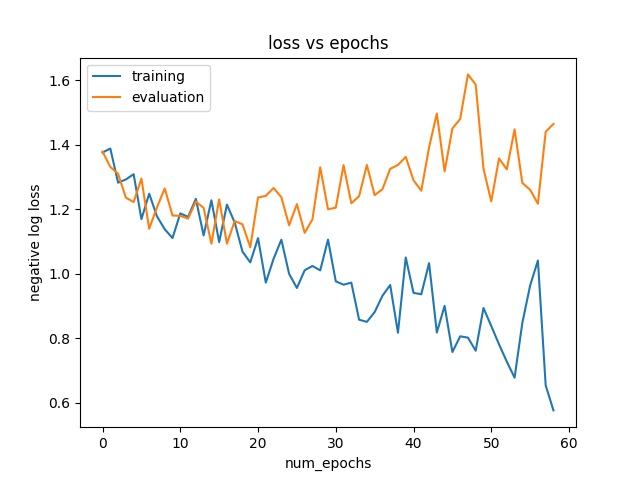 loss vs epochs
training
evaluation
negative log loss
1.6
1.4
1.2
1.0
0.8
0.6
0 10 20 30 40 50 60
num_epochs